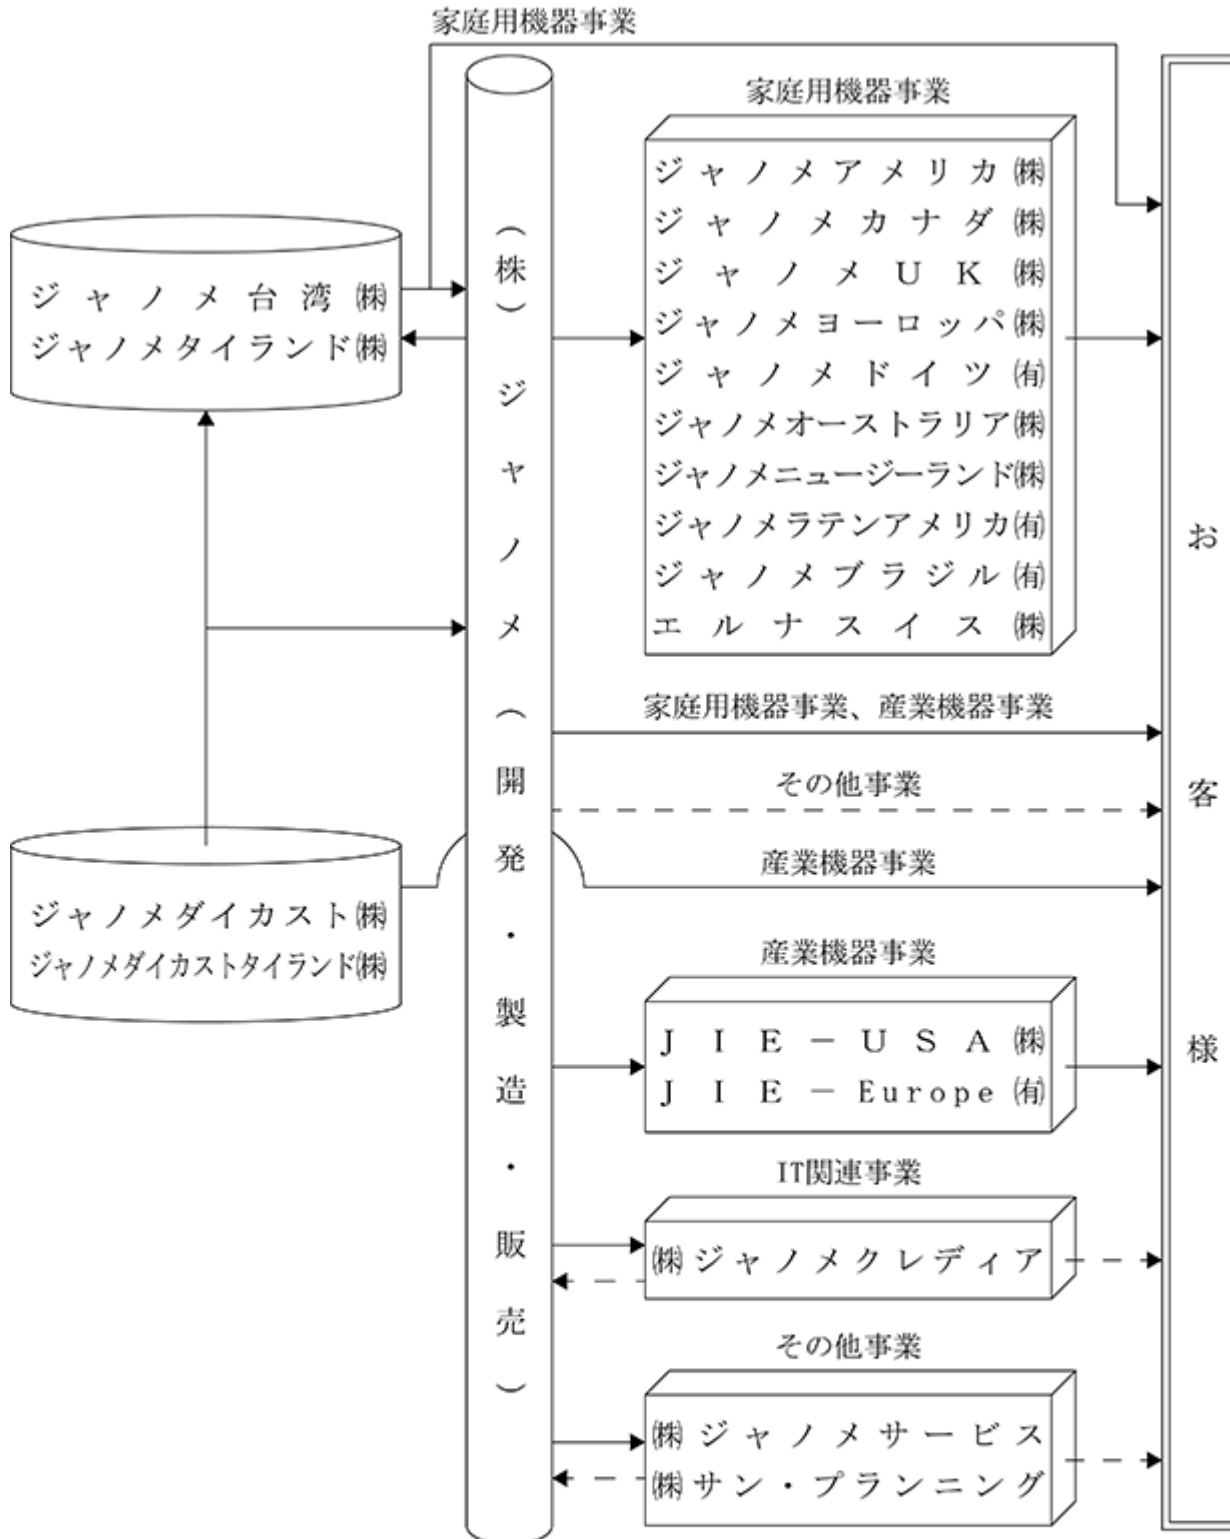 家庭用機器事業
ジャノメ台湾㈱
ジャノメタイランド㈱
ジャノメダイカスト㈱
ジャノメダイカストタイランド㈱
(株)ジャノメ(開発・製造・販売)
家庭用機器事業
ジャノメアメリカ㈱
ジャノメカナダ㈱
ジャノメUK㈱
ジャノメヨーロッパ㈱
ジャノメドイツ㈲
ジャノメオーストラリア㈱
ジャノメニュージーランド㈱
ジャノメラテンアメリカ㈲
ジャノメブラジル㈲
エルナスイス㈱
家庭用機器事業、産業機器事業
その他事業
産業機器事業
産業機器事業
JIE-USA㈱
JIE-Europe㈲
IT関連事業
㈱ジャノメクレディア
その他事業
㈱ジャノメサービス
㈱サン・プランニング
お客様